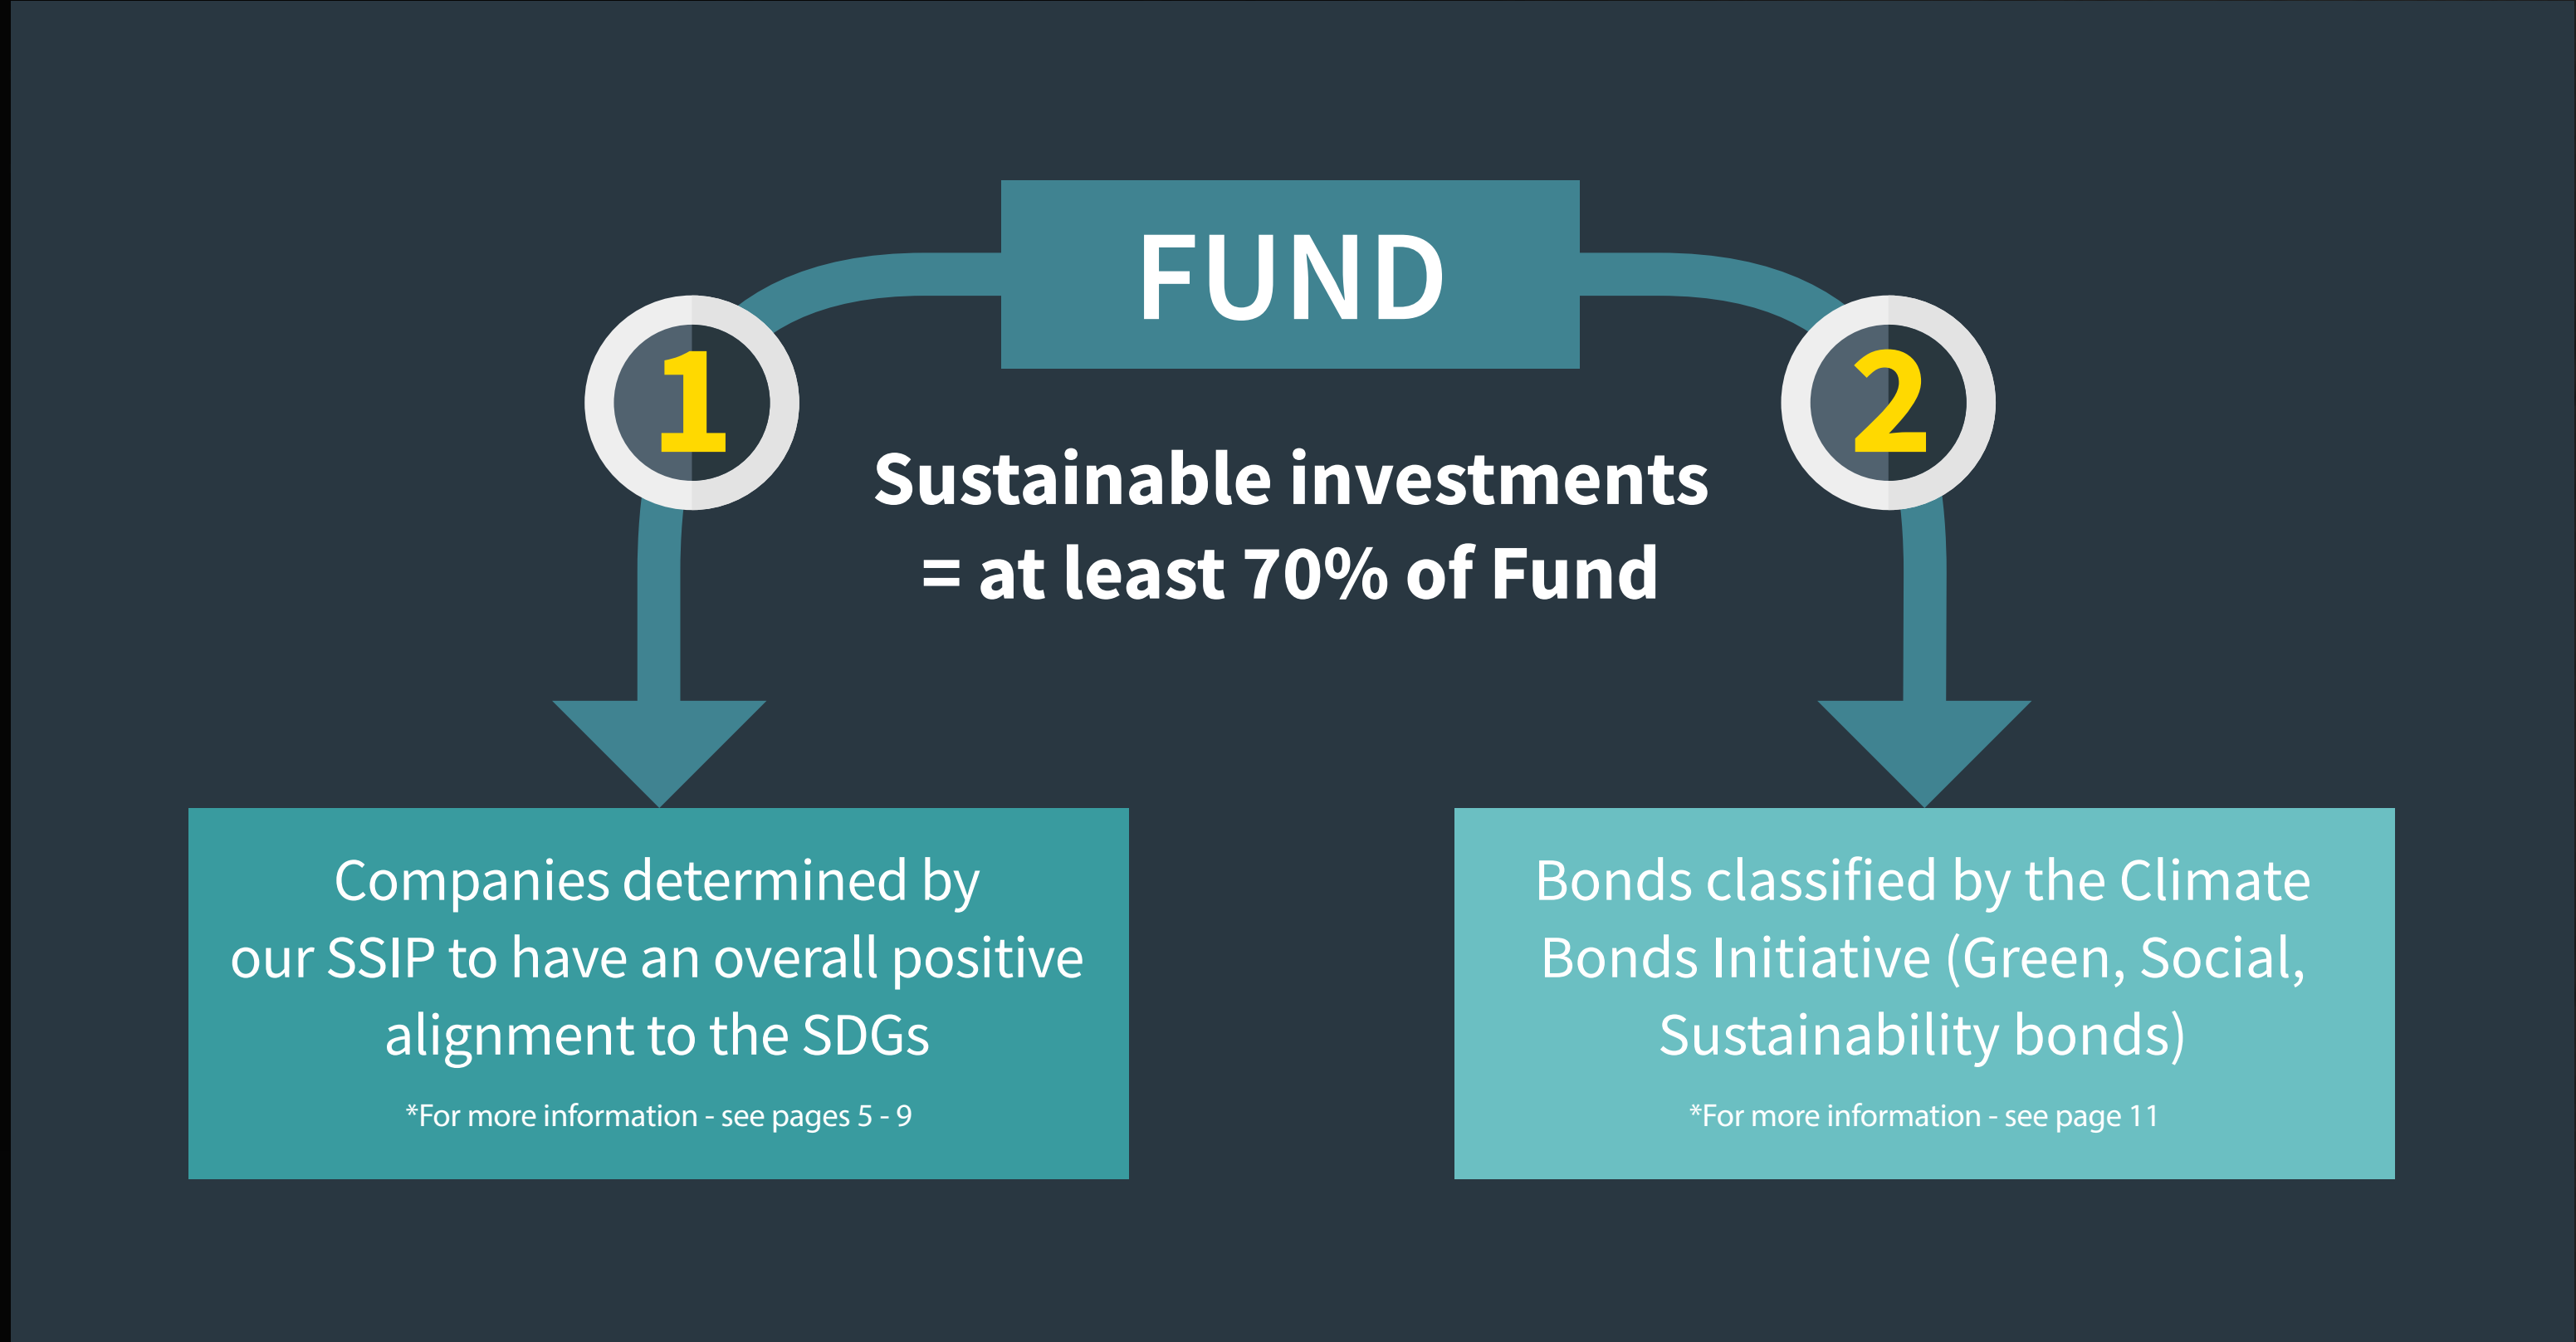 FUND
1
2
Sustainable investments
= at least 70% of Fund
Companies determined by
our SSIP to have an overall positive
alignment to the SDGs
*For more information - see pages 5 - 9
Bonds classified by the Climate
Bonds Initiative (Green, Social,
Sustainability bonds)
*For more information - see page 11